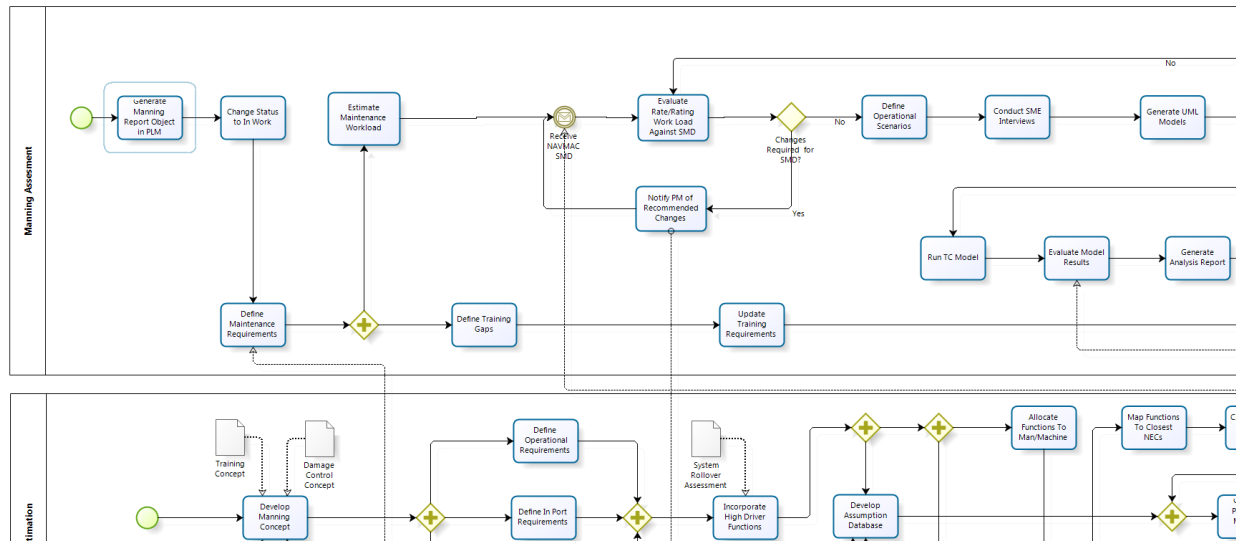 Manning Assesment
Generate
Manning
Report Object
in PLM
Change Status
to In Work
Estimate
Maintenance
Workload
Receive
NAVMAC
SMD
Evaluate
Rate/Rating
Work Load
Against SMD
No
Changes
Required for
SMD?
No
Yes
Define
Operational
Scenarios
Conduct SME
Interviews
Generate UML
Models
Notify PM of
Recommended
Changes
Run TC Model
Evaluate Model
Results
Generate
Analysis Report
Define
Maintenance
Requirements
Define Training
Gaps
Update
Training
Requirements
timation
Training
Concept
Damage
Control
Concept
Develop
Manning
Concept
Define
Operational
Requirements
Define In Port
Requirements
System
Rollover
Assessment
Incorporate
High Driver
Functions
Develop
Assumption
Database
Allocate
Functions To
Man/Machine
Map Functions
To Closest
NECs